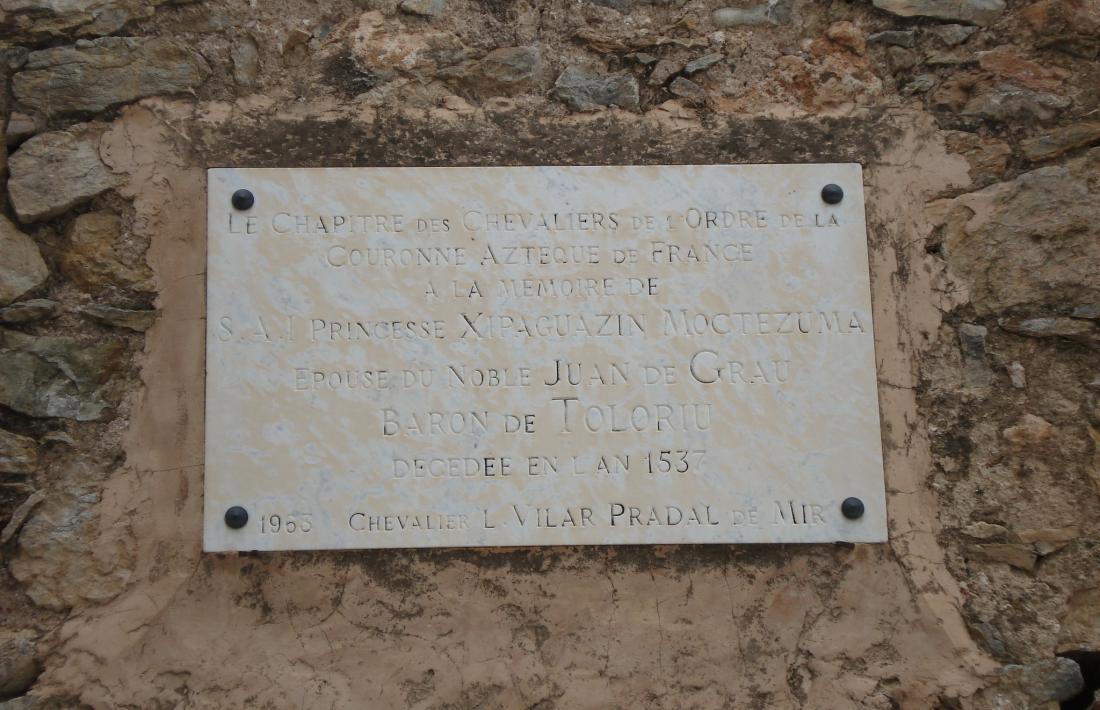 Le Chapitre des Chevaliers de l'Ordre de la
Couronne Azteque de France
a la memoire de
S.A.I Princesse Xipaguazin Moctezuma
Epouse du Noble Juan de Grau
Baron de Toloriu
decedee en l an 1537
1963 Chevalier L. Vilar Pradal de Mir